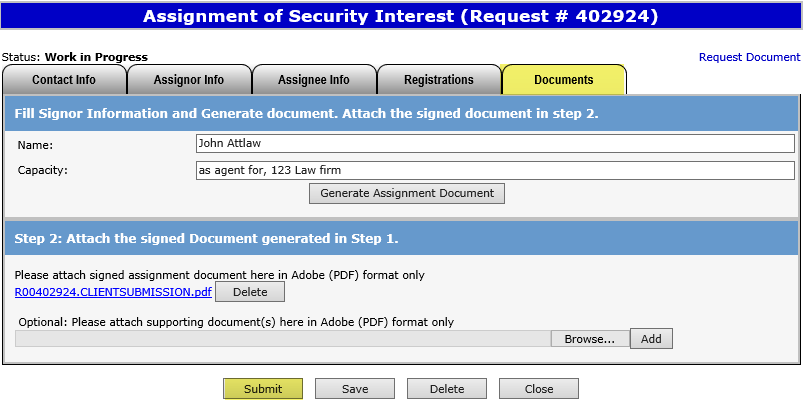 Assignment of Security Interest (Request # 402924)
Status: Work in Progress
Request Document
Contact Info
Assignor Info
Assignee Info
Registrations
Documents
Fill Signor Information and Generate document. Attach the signed document in step 2.
Name: John Attlaw
Capacity: as agent for, 123 Law firm
Generate Assignment Document
Step 2: Attach the signed Document generated in Step 1.
Please attach signed assignment document here in Adobe (PDF) format only
R00402924.CLIENTSUBMISSION.pdf Delete
Optional: Please attach supporting document(s) here in Adobe (PDF) format only
Browse... Add
Submit Save Delete Close